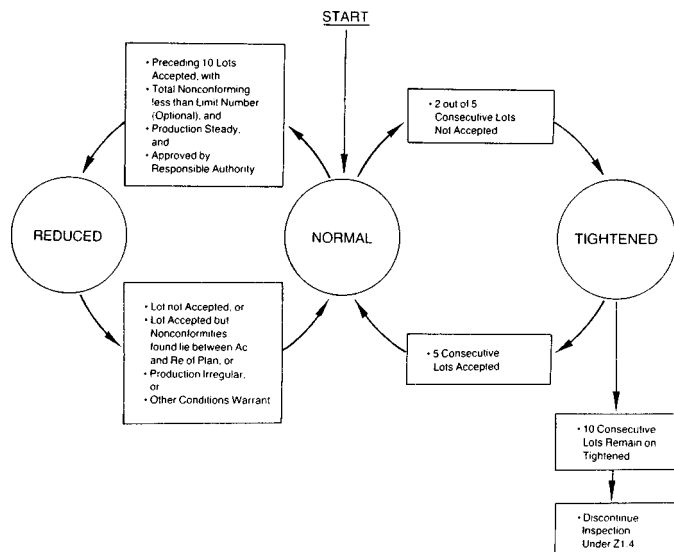 START
• Preceding 10 Lots
Accepted, with
• Total Nonconforming
less than Limit Number
(Optional), and
• Production Steady,
and
• Approved by
Responsible Authority
• 2 out of 5
Consecutive Lots
Not Accepted
REDUCED
NORMAL
TIGHTENED
• Lot not Accepted, or
• Lot Accepted but
Nonconformities
found lie between Ac
and Re of Plan, or
• Production Irregular,
or
• Other Conditions Warrant
• 5 Consecutive
Lots Accepted
• 10 Consecutive
Lots Remain on
Tightened
• Discontinue
Inspection
Under Z1.4